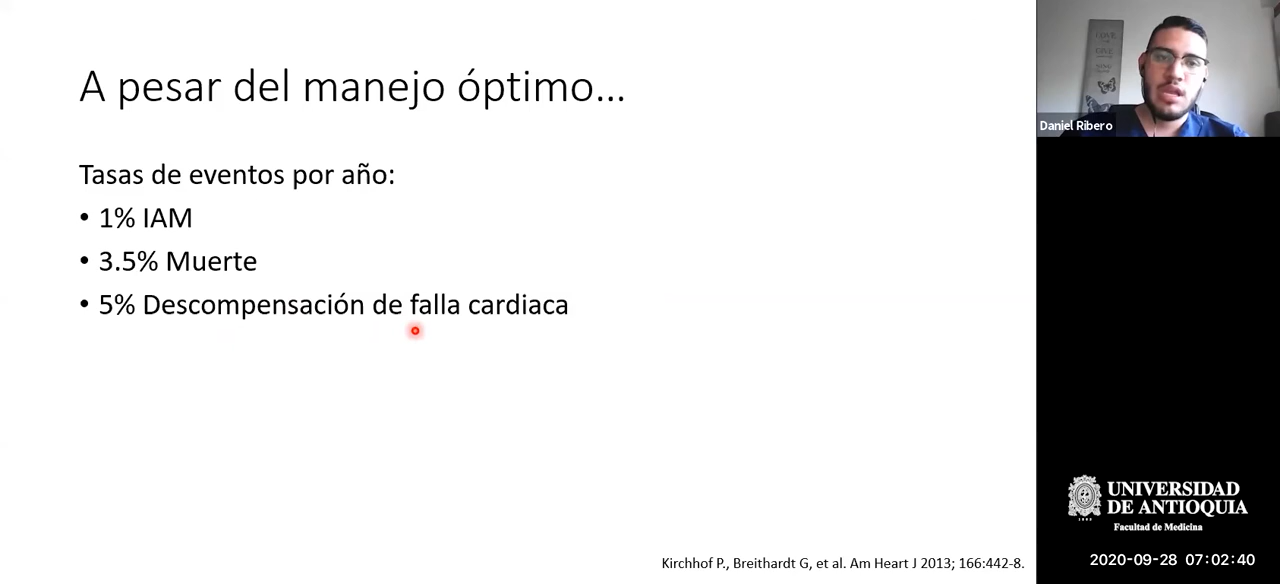 A pesar del manejo óptimo...
Tasas de eventos por año:
• 1% IAM
• 3.5% Muerte
• 5% Descompensación de falla cardiaca
Kirchhof P., Breithardt G, et al. Am Heart J 2013; 166:442-8.
Daniel Ribero
UNIVERSIDAD
DE ANTIOQUIA
1803
Facultad de Medicina
2020-09-28 07:02:40